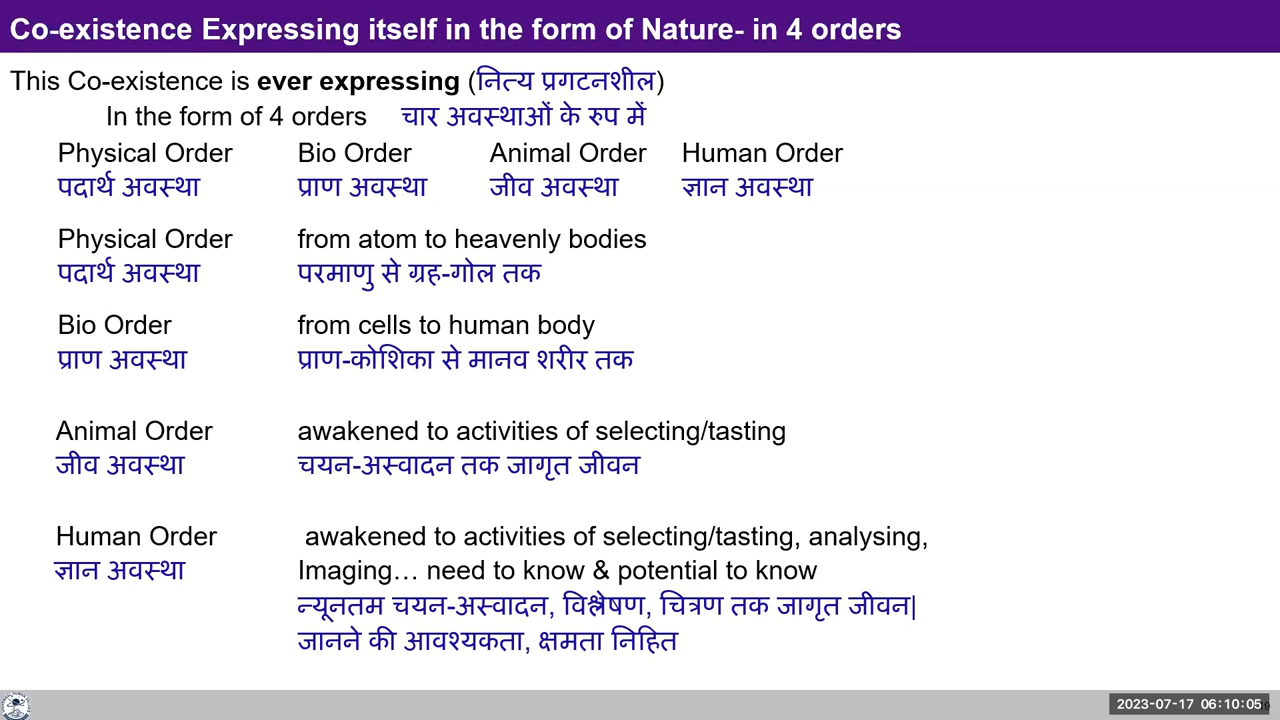 Co-existence Expressing itself in the form of Nature- in 4 orders
This Co-existence is ever expressing (नित्य प्रगटनशील)
In the form of 4 orders चार अवस्थाओं के रुप में
Physical Order Bio Order Animal Order Human Order
पदार्थ अवस्था प्राण अवस्था जीव अवस्था ज्ञान अवस्था
Physical Order from atom to heavenly bodies
पदार्थ अवस्था परमाणु से ग्रह-गोल तक
Bio Order from cells to human body
प्राण अवस्था प्राण-कोशिका से मानव शरीर तक
Animal Order awakened to activities of selecting/tasting
जीव अवस्था चयन-अस्वादन तक जागृत जीवन
Human Order awakened to activities of selecting/tasting, analysing,
ज्ञान अवस्था Imaging… need to know & potential to know
न्यूनतम चयन-अस्वादन, विश्लेषण, चित्रण तक जागृत जीवन|
जानने की आवश्यकता, क्षमता निहित
2023-07-17 06:10:05